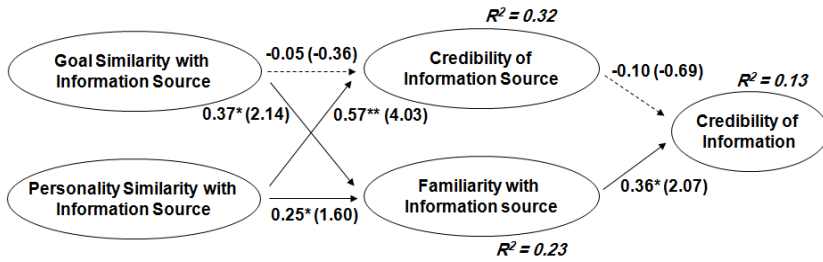 R² = 0.32
Goal Similarity with
Information Source
-0.05 (-0.36)
Credibility of
Information Source
-0.10 (-0.69)
R² = 0.13
0.37* (2.14)
0.57** (4.03)
Credibility of
Information
Personality Similarity with
Information Source
0.25* (1.60)
Familiarity with
Information source
0.36* (2.07)
R² = 0.23